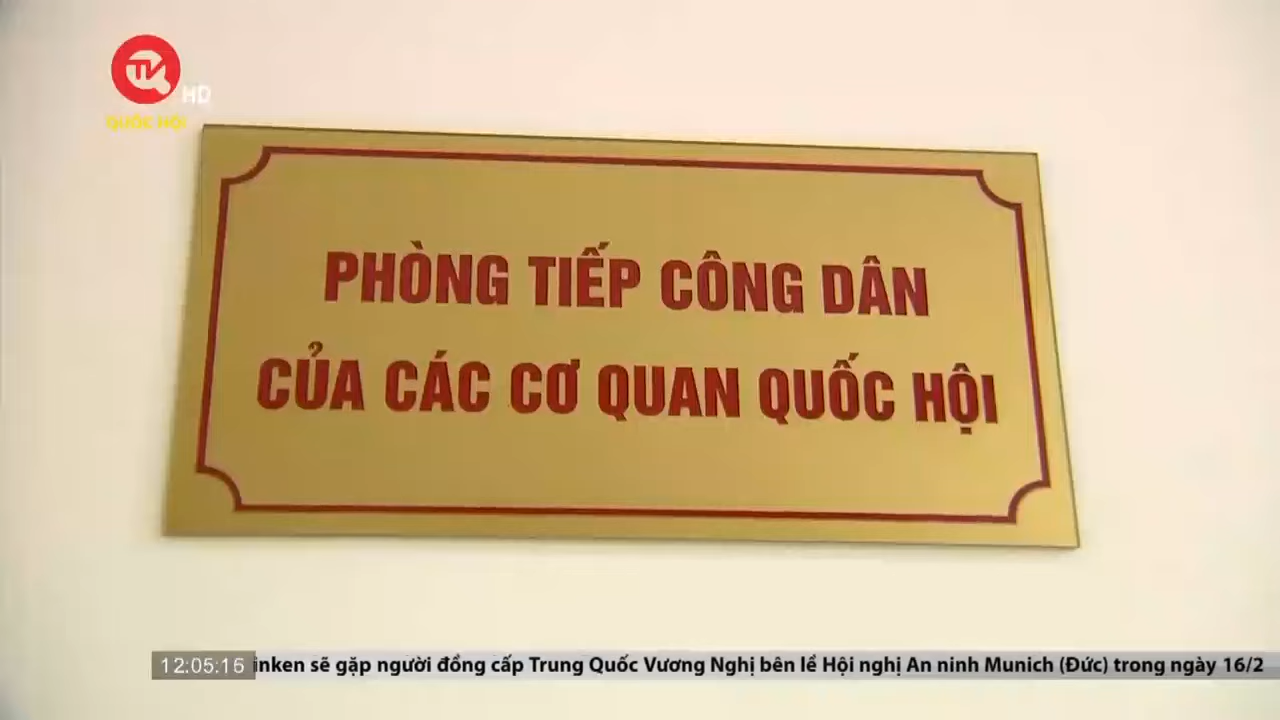 TV
HD
QUỐC HỘI
PHÒNG TIẾP CÔNG DÂN
CỦA CÁC CƠ QUAN QUỐC HỘI
12:05:16 inken sẽ gặp người đồng cấp Trung Quốc Vương Nghị bên lề Hội nghị An ninh Munich (Đức) trong ngày 16/2